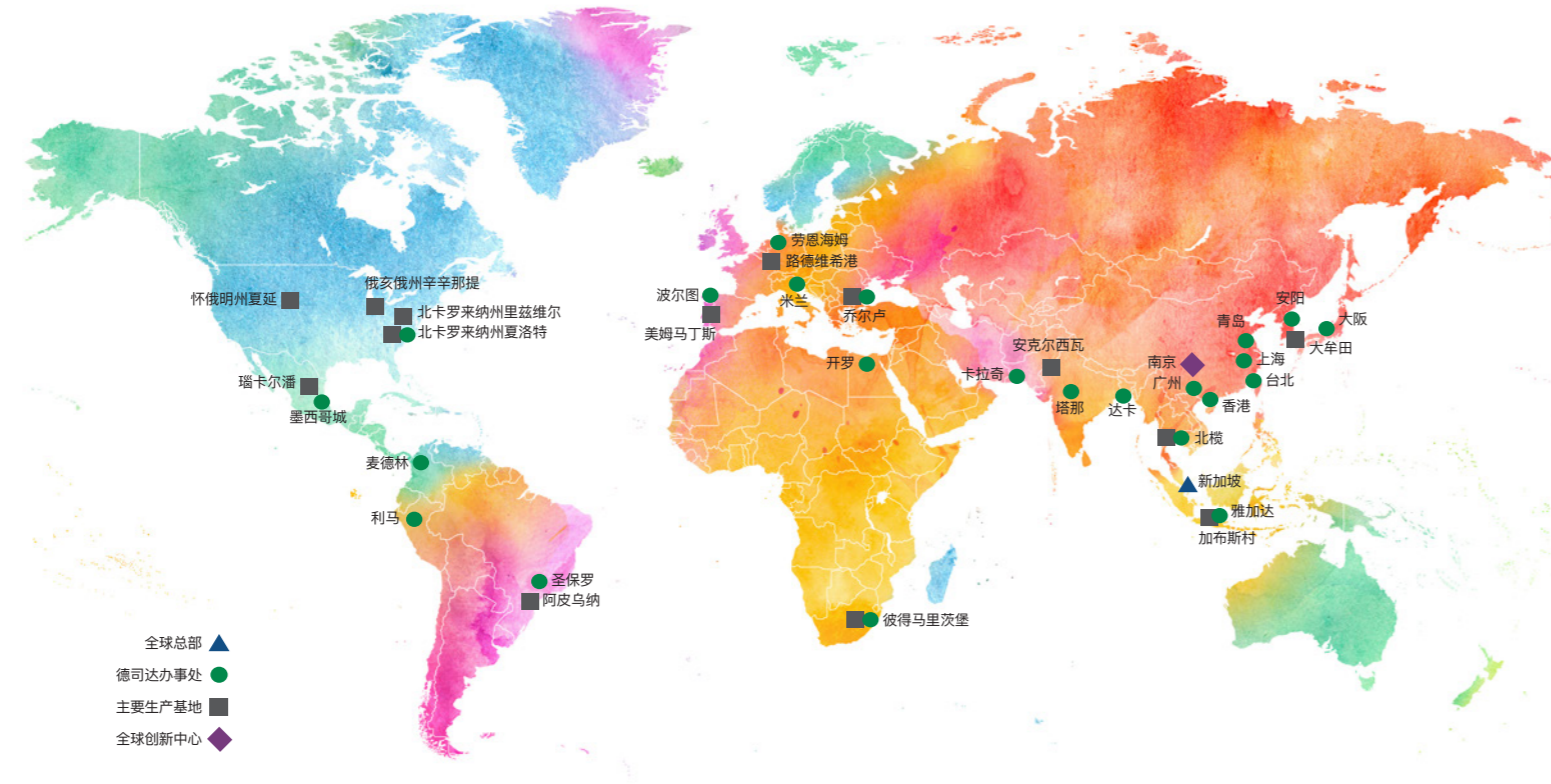 俄亥俄州辛辛那提
怀俄明州夏延
北卡罗来纳州里兹维尔
北卡罗来纳州夏洛特
瑙卡尔潘
墨西哥城
麦德林
利马
圣保罗
阿皮乌纳
劳恩海姆
路德维希港
波尔图
米兰
乔尔卢
美姆马丁斯
开罗
卡拉奇
安克尔西瓦
塔那
达卡
彼得马里茨堡
安阳
青岛
大阪
大牟田
南京
上海
广州
台北
香港
北榄
新加坡
雅加达
加布斯村
全球总部
德司达办事处
主要生产基地
全球创新中心